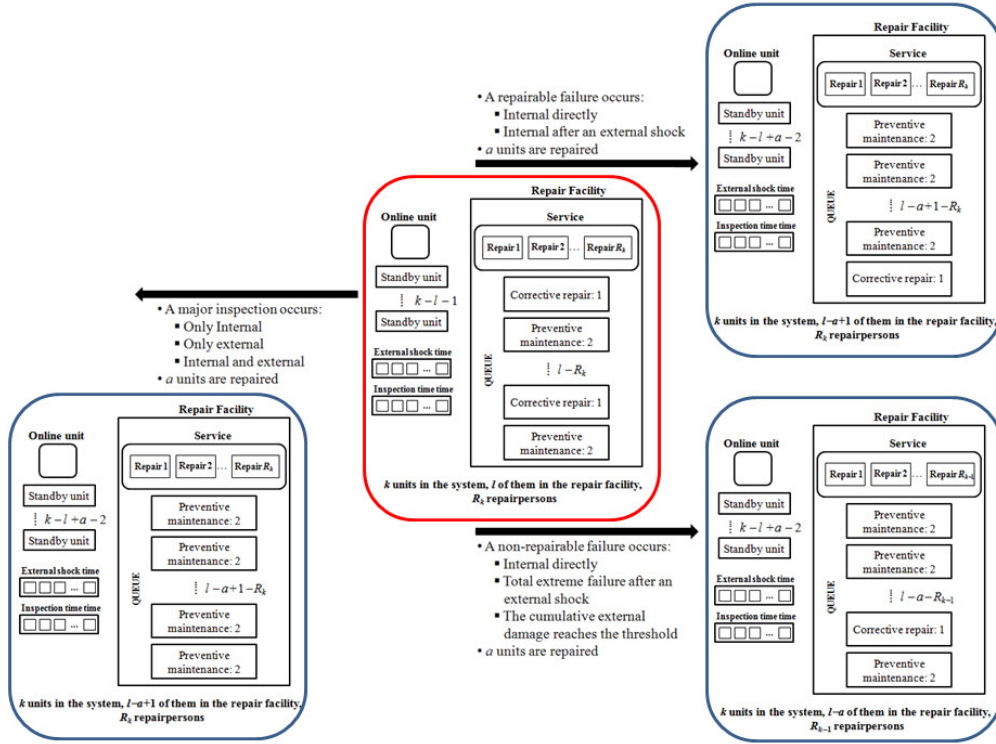 Repair Facility
Online unit
Service
Repair 1 Repair 2 ... Repair R_k
Standby unit
k-l+a-2
Standby unit
External shock time
...
Inspection time time
...
QUEUE
Preventive
maintenance: 2
Preventive
maintenance: 2
l-a+1-R_k
Preventive
maintenance: 2
Corrective repair: 1
k units in the system, l-a+1 of them in the repair facility,
R_k repairpersons
• A repairable failure occurs:
▪ Internal directly
▪ Internal after an external shock
• a units are repaired
Repair Facility
Online unit
Service
Repair 1 Repair 2 ... Repair R_k
Standby unit
k-l-1
Standby unit
External shock time
...
Inspection time time
...
QUEUE
Corrective repair: 1
Preventive
maintenance: 2
l-R_k
Corrective repair: 1
Preventive
maintenance: 2
k units in the system, l of them in the repair facility,
R_k repairpersons
• A major inspection occurs:
▪ Only Internal
▪ Only external
▪ Internal and external
• a units are repaired
Repair Facility
Online unit
Service
Repair 1 Repair 2 ... Repair R_k
Standby unit
k-l+a-2
Standby unit
External shock time
...
Inspection time time
...
QUEUE
Preventive
maintenance: 2
Preventive
maintenance: 2
l-a+1-R_k
Preventive
maintenance: 2
Preventive
maintenance: 2
k units in the system, l-a+1 of them in the repair facility,
R_k repairpersons
• A non-repairable failure occurs:
▪ Internal directly
▪ Total extreme failure after an
external shock
▪ The cumulative external
damage reaches the threshold
• a units are repaired
Repair Facility
Online unit
Service
Repair 1 Repair 2 ... Repair R_{k-1}
Standby unit
k-l+a-2
Standby unit
External shock time
...
Inspection time time
...
QUEUE
Preventive
maintenance: 2
Preventive
maintenance: 2
l-a-R_{k-1}
Corrective repair: 1
Preventive
maintenance: 2
k units in the system, l-a of them in the repair facility,
R_{k-1} repairpersons